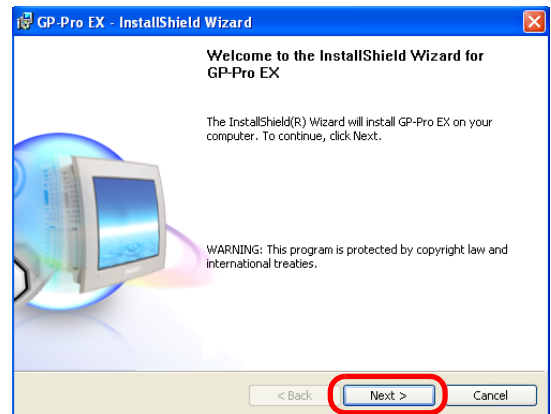 GP-Pro EX - InstallShield Wizard
Welcome to the InstallShield Wizard for
GP-Pro EX
The InstallShield(R) Wizard will install GP-Pro EX on your
computer. To continue, click Next.
WARNING: This program is protected by copyright law and
international treaties.
< Back Next > Cancel